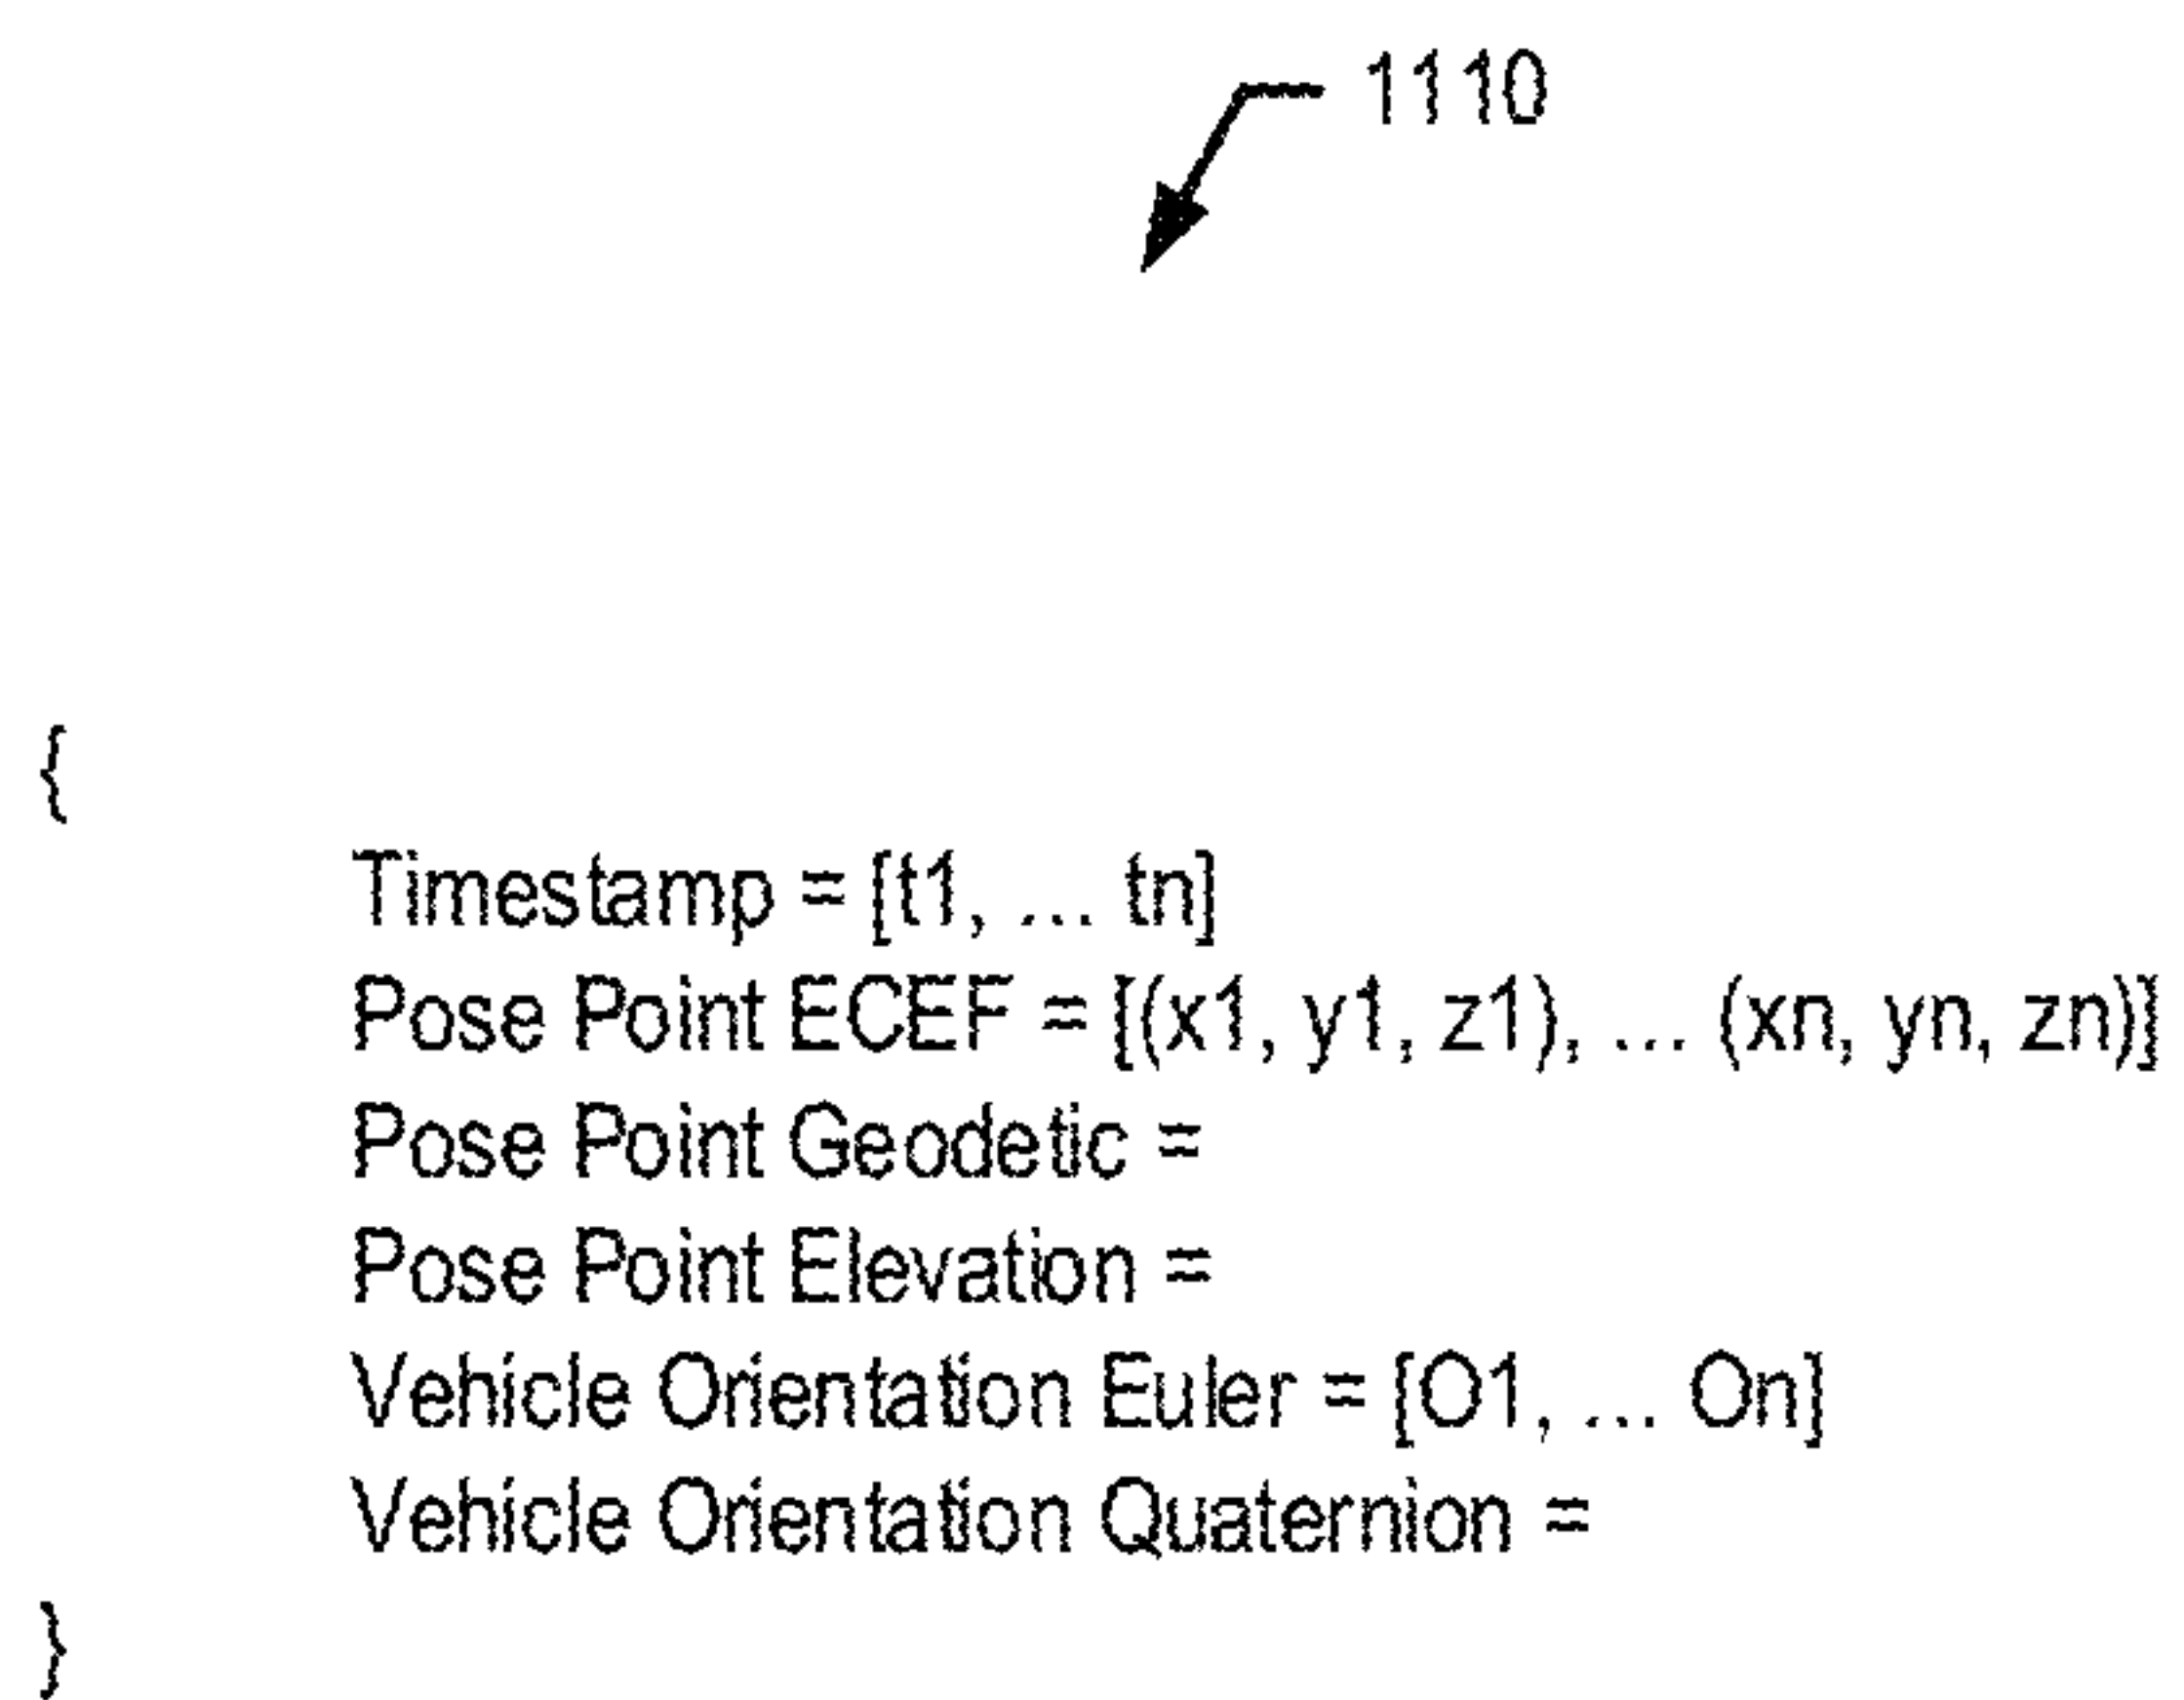 1110
{
Timestamp = [t1, ... tn]
Pose Point ECEF = [(x1, y1, z1), ... (xn, yn, zn)]
Pose Point Geodetic =
Pose Point Elevation =
Vehicle Orientation Euler = [O1, ... On]
Vehicle Orientation Quaternion =
}